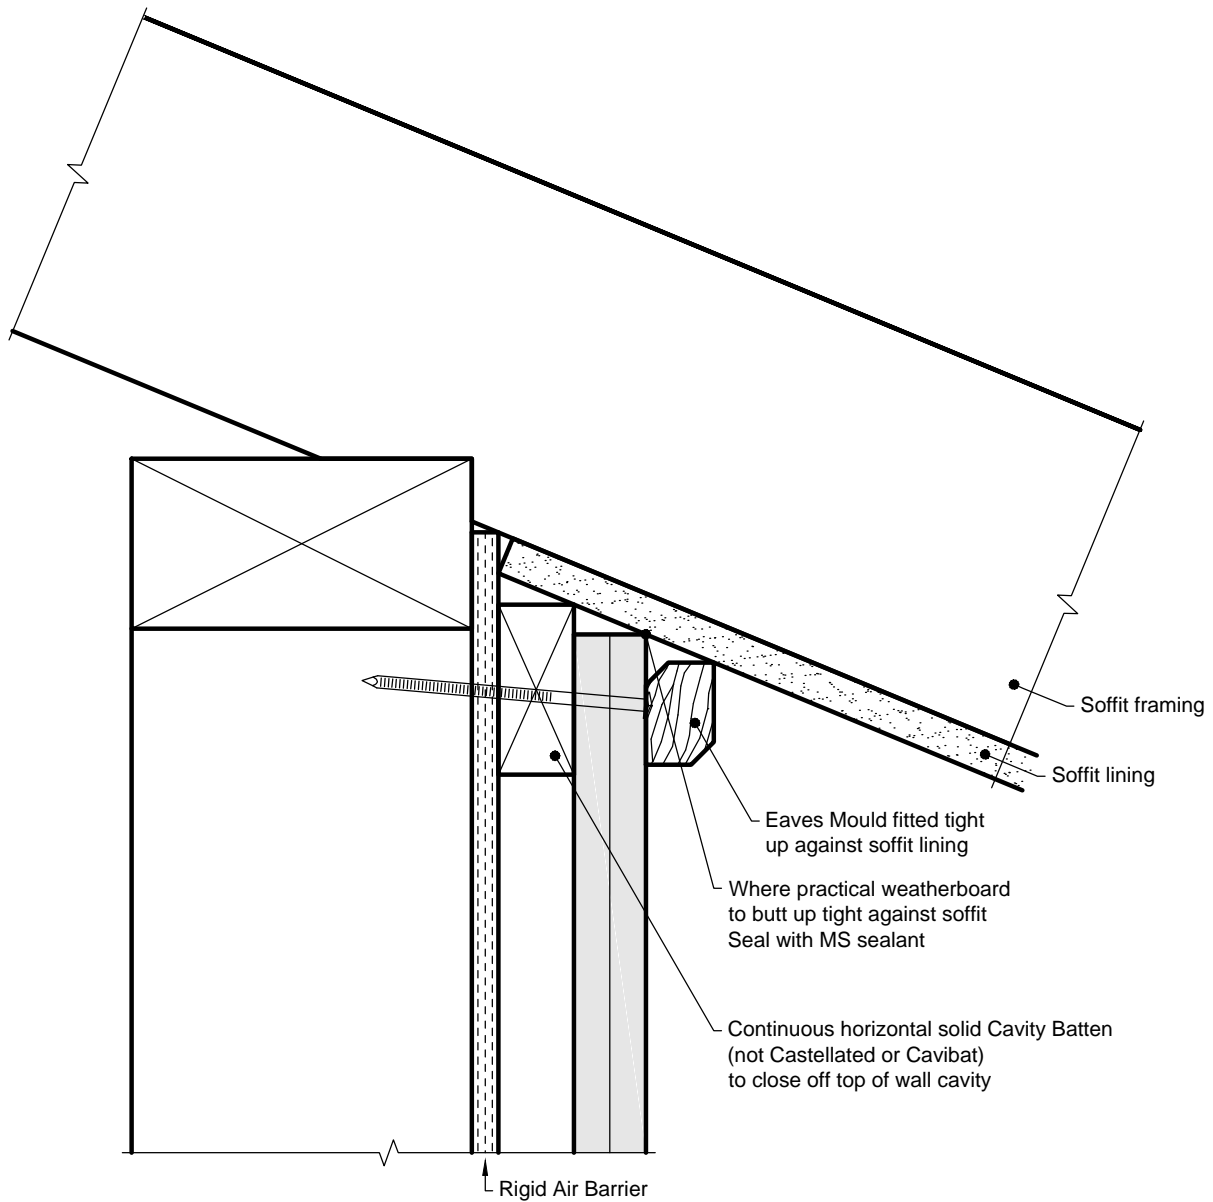 Soffit framing
Soffit lining
Eaves Mould fitted tight
up against soffit lining
Where practical weatherboard
to butt up tight against soffit
Seal with MS sealant
Continuous horizontal solid Cavity Batten
(not Castellated or Cavibat)
to close off top of wall cavity
Rigid Air Barrier